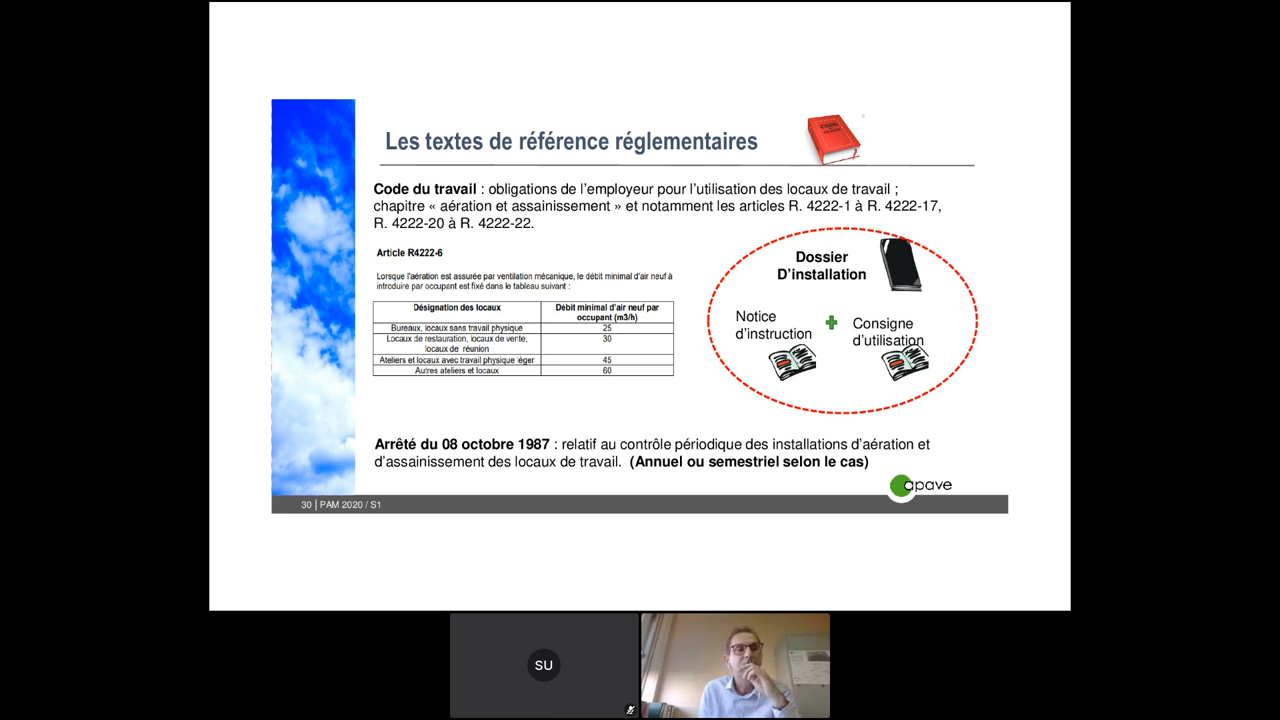 Les textes de référence réglementaires
CODE
Code du travail : obligations de l'employeur pour l'utilisation des locaux de travail ;
chapitre « aération et assainissement » et notamment les articles R. 4222-1 à R. 4222-17,
R. 4222-20 à R. 4222-22.
Article R4222-6
Lorsque l'aération est assurée par ventilation mécanique, le débit minimal d'air neuf à
introduire par occupant est fixé dans le tableau suivant :
Désignation des locaux
Débit minimal d'air neuf par
occupant (m3/h)
Bureaux, locaux sans travail physique
25
Locaux de restauration, locaux de vente,
locaux de réunion
30
Ateliers et locaux avec travail physique léger
45
Autres ateliers et locaux
60
Dossier
D'installation
Notice
d'instruction
Consigne
d'utilisation
Arrêté du 08 octobre 1987 : relatif au contrôle périodique des installations d'aération et
d'assainissement des locaux de travail. (Annuel ou semestriel selon le cas)
apave
30 | PAM 2020 / S1
SU